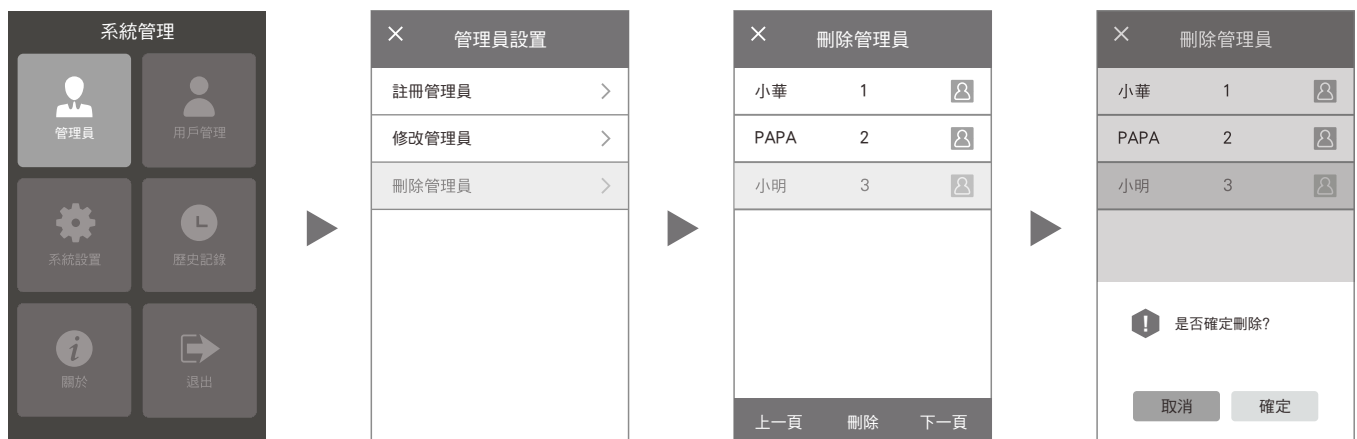 系統管理
管理員
用戶管理
系統設置
歷史記錄
關於
退出
管理員設置
註冊管理員
修改管理員
刪除管理員
刪除管理員
小華 1
PAPA 2
小明 3
上一頁 刪除 下一頁
刪除管理員
小華 1
PAPA 2
小明 3
是否確定刪除?
取消 確定